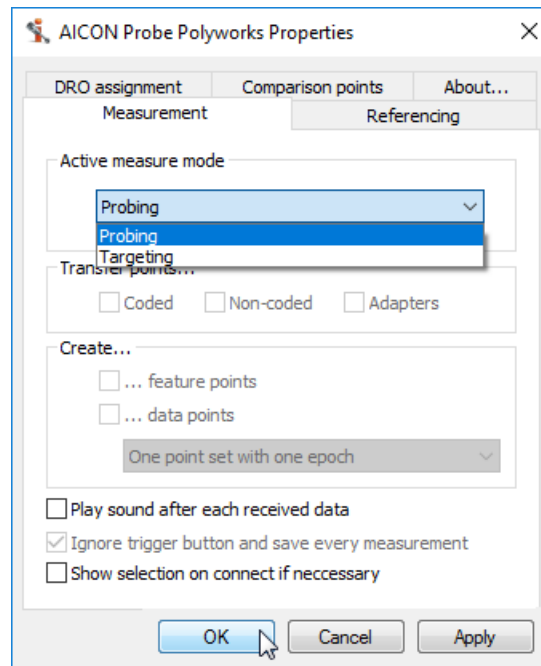 AICON Probe Polyworks Properties
DRO assignment Comparison points About...
Measurement Referencing
Active measure mode
Probing
Probing
Targeting
Transfer points...
Coded Non-coded Adapters
Create...
... feature points
... data points
One point set with one epoch
Play sound after each received data
Ignore trigger button and save every measurement
Show selection on connect if neccessary
OK Cancel Apply